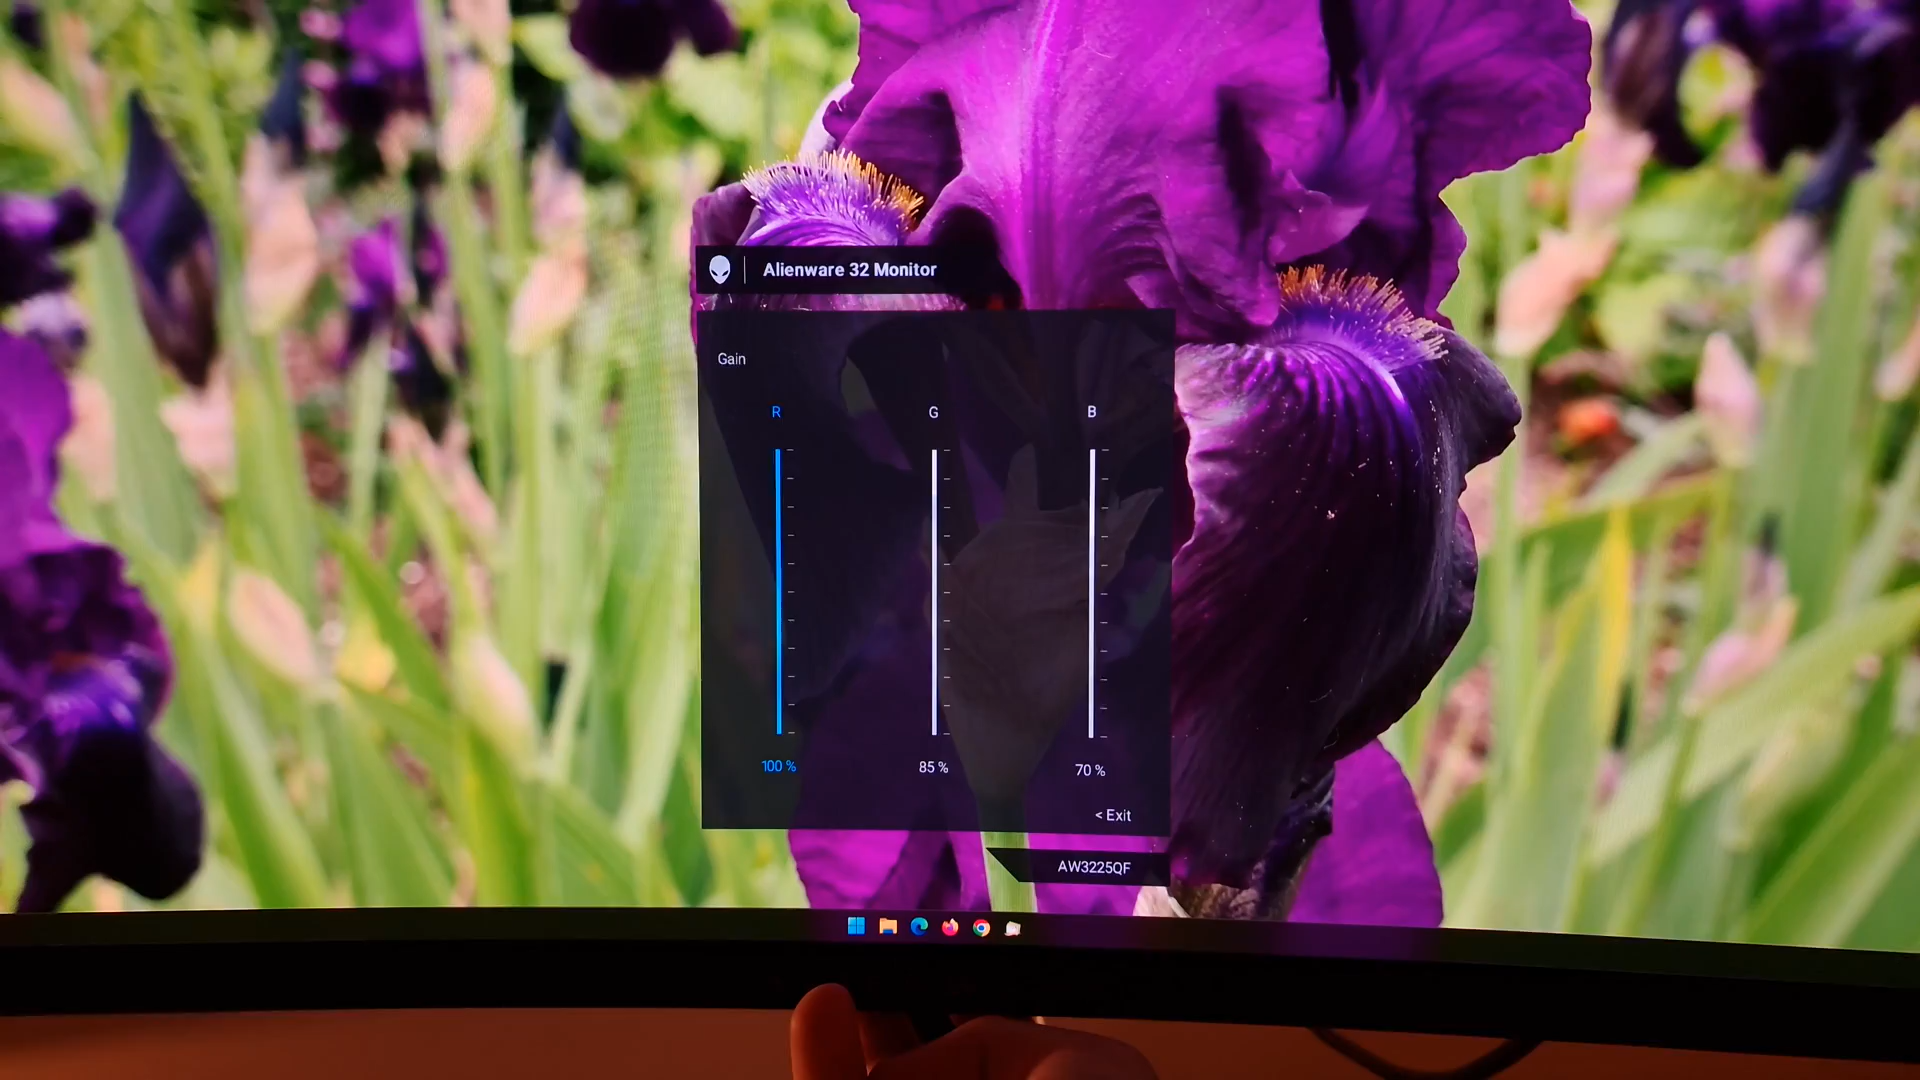 Alienware 32 Monitor
Gain
R G B
100 % 85 % 70 %
< Exit
AW3225QF